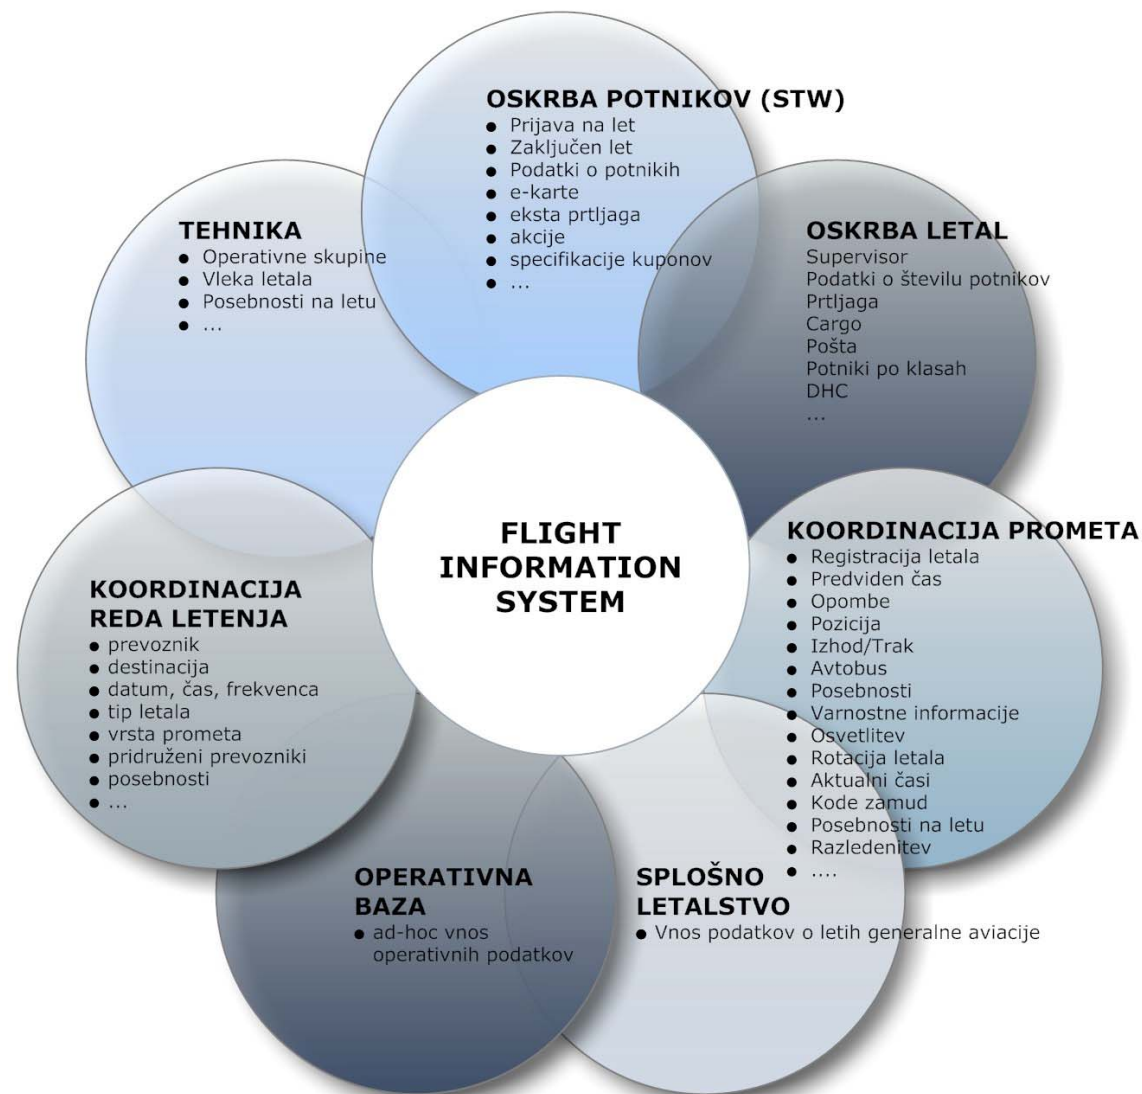 OSKRBA POTNIKOV (STW)
● Prijava na let
● Zaključen let
● Podatki o potnikih
● e-karte
● eksta prtljaga
● akcije
● specifikacije kuponov
● ...
TEHNIKA
● Operativne skupine
● Vleka letala
● Posebnosti na letu
● ...
OSKRBA LETAL
Supervisor
Podatki o številu potnikov
Prtljaga
Cargo
Pošta
Potniki po klasah
DHC
...
FLIGHT
INFORMATION
SYSTEM
KOORDINACIJA PROMETA
● Registracija letala
● Predviden čas
● Opombe
● Pozicija
● Izhod/Trak
● Avtobus
● Posebnosti
● Varnostne informacije
● Osvetlitev
● Rotacija letala
● Aktualni časi
● Kode zamud
● Posebnosti na letu
● Razledenitev
● ....
KOORDINACIJA
REDA LETENJA
● prevoznik
● destinacija
● datum, čas, frekvenca
● tip letala
● vrsta prometa
● pridruženi prevozniki
● posebnosti
● ...
OPERATIVNA
BAZA
● ad-hoc vnos
operativnih podatkov
SPLOŠNO
LETALSTVO
● Vnos podatkov o letih generalne aviacije